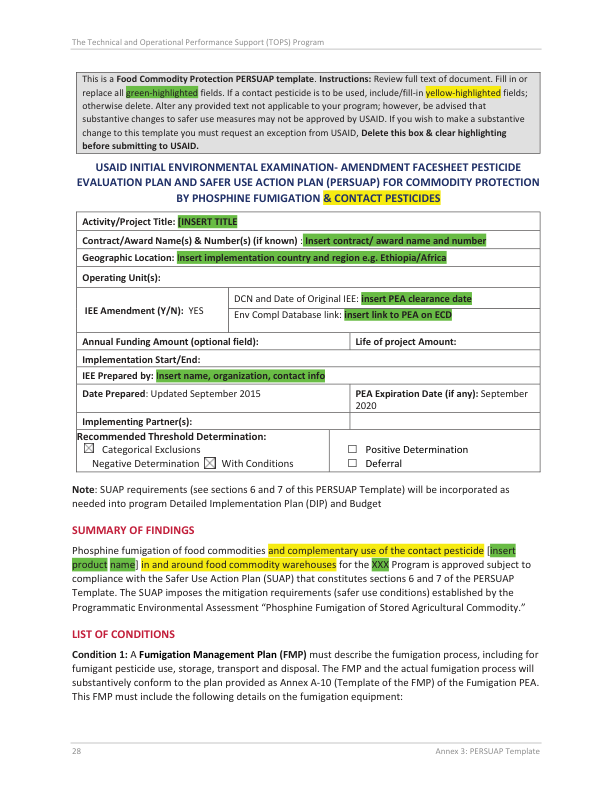 The Technical and Operational Performance Support (TOPS) Program
This is a Food Commodity Protection PERSUAP template. Instructions: Review full text of document. Fill in or
replace all green-highlighted fields. If a contact pesticide is to be used, include/fill-in yellow-highlighted fields;
otherwise delete. Alter any provided text not applicable to your program; however, be advised that
substantive changes to safer use measures may not be approved by USAID. If you wish to make a substantive
change to this template you must request an exception from USAID, Delete this box & clear highlighting
before submitting to USAID.
USAID INITIAL ENVIRONMENTAL EXAMINATION- AMENDMENT FACESHEET PESTICIDE
EVALUATION PLAN AND SAFER USE ACTION PLAN (PERSUAP) FOR COMMODITY PROTECTION
BY PHOSPHINE FUMIGATION & CONTACT PESTICIDES
Activity/Project Title: [INSERT TITLE
Contract/Award Name(s) & Number(s) (if known) : Insert contract/ award name and number
Geographic Location: Insert implementation country and region e.g. Ethiopia/Africa
Operating Unit(s):
IEE Amendment (Y/N): YES
DCN and Date of Original IEE: insert PEA clearance date
Env Compl Database link: insert link to PEA on ECD
Annual Funding Amount (optional field):
Life of project Amount:
Implementation Start/End:
IEE Prepared by: Insert name, organization, contact info
Date Prepared: Updated September 2015
PEA Expiration Date (if any): September
2020
Implementing Partner(s):
Recommended Threshold Determination:
☒ Categorical Exclusions
☐ Positive Determination
Negative Determination ☒ With Conditions
☐ Deferral
Note: SUAP requirements (see sections 6 and 7 of this PERSUAP Template) will be incorporated as
needed into program Detailed Implementation Plan (DIP) and Budget
SUMMARY OF FINDINGS
Phosphine fumigation of food commodities and complementary use of the contact pesticide [insert
product name] in and around food commodity warehouses for the XXX Program is approved subject to
compliance with the Safer Use Action Plan (SUAP) that constitutes sections 6 and 7 of the PERSUAP
Template. The SUAP imposes the mitigation requirements (safer use conditions) established by the
Programmatic Environmental Assessment “Phosphine Fumigation of Stored Agricultural Commodity.”
LIST OF CONDITIONS
Condition 1: A Fumigation Management Plan (FMP) must describe the fumigation process, including for
fumigant pesticide use, storage, transport and disposal. The FMP and the actual fumigation process will
substantively conform to the plan provided as Annex A-10 (Template of the FMP) of the Fumigation PEA.
This FMP must include the following details on the fumigation equipment:
28
Annex 3: PERSUAP Template